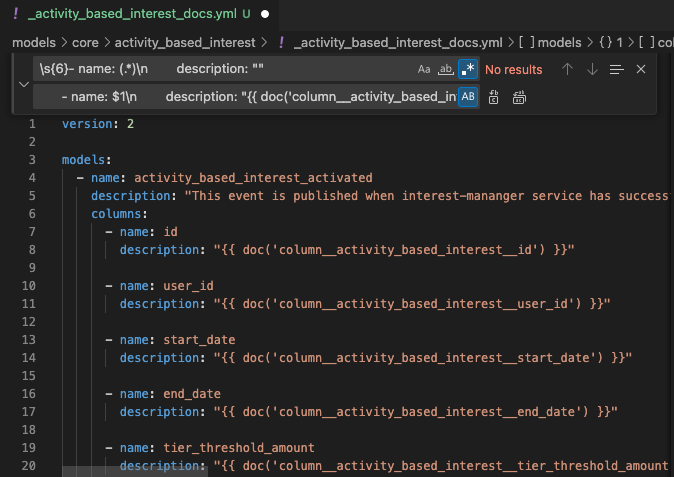 ! _activity_based_interest_docs.yml U ●
models > core > activity_based_interest > ! _activity_based_interest_docs.yml > [ ] models > { } 1 > [ ] col
\s{6}- name: (.*)\n        description: "" Aa ab .* No results
      - name: $1\n        description: "{{ doc('column__activity_based_in AB
1 version: 2
2
3 models:
4   - name: activity_based_interest_activated
5     description: "This event is published when interest-mananger service has success
6     columns:
7       - name: id
8         description: "{{ doc('column__activity_based_interest__id') }}"
9
10       - name: user_id
11         description: "{{ doc('column__activity_based_interest__user_id') }}"
12
13       - name: start_date
14         description: "{{ doc('column__activity_based_interest__start_date') }}"
15
16       - name: end_date
17         description: "{{ doc('column__activity_based_interest__end_date') }}"
18
19       - name: tier_threshold_amount
20         description: "{{ doc('column__activity_based_interest__tier_threshold_amount